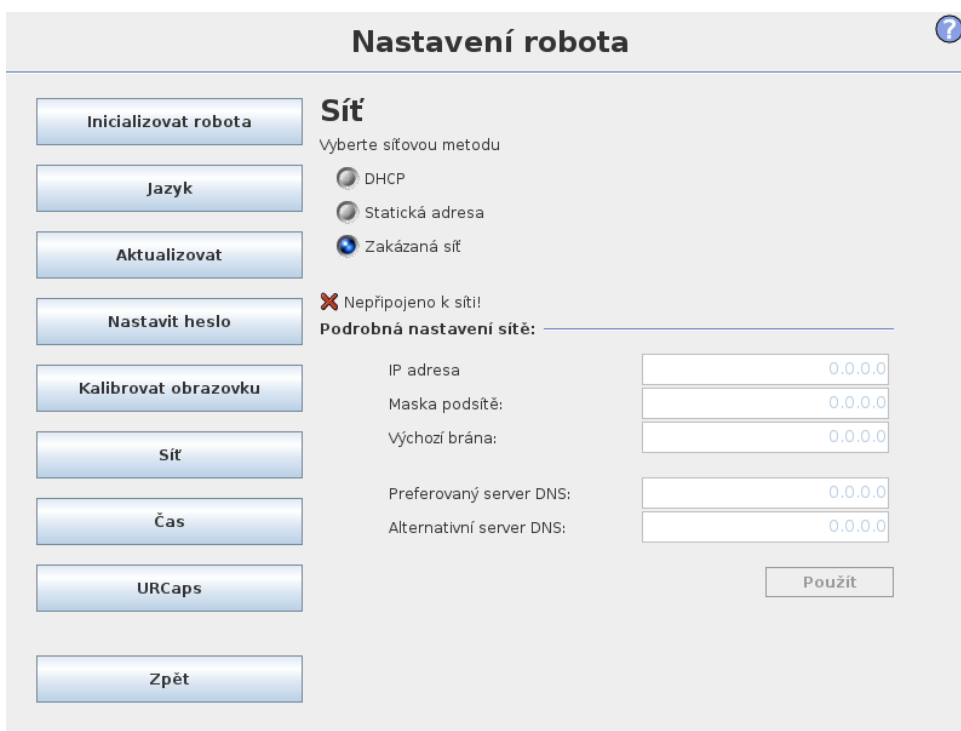 Nastavení robota
?
Inicializovat robota
Jazyk
Aktualizovat
Nastavit heslo
Kalibrovat obrazovku
Síť
Čas
URCaps
Zpět
Síť
Vyberte síťovou metodu
DHCP
Statická adresa
Zakázaná síť
Nepřipojeno k síti!
Podrobná nastavení sítě:
IP adresa 0.0.0.0
Maska podsítě: 0.0.0.0
Výchozí brána: 0.0.0.0
Preferovaný server DNS: 0.0.0.0
Alternativní server DNS: 0.0.0.0
Použít